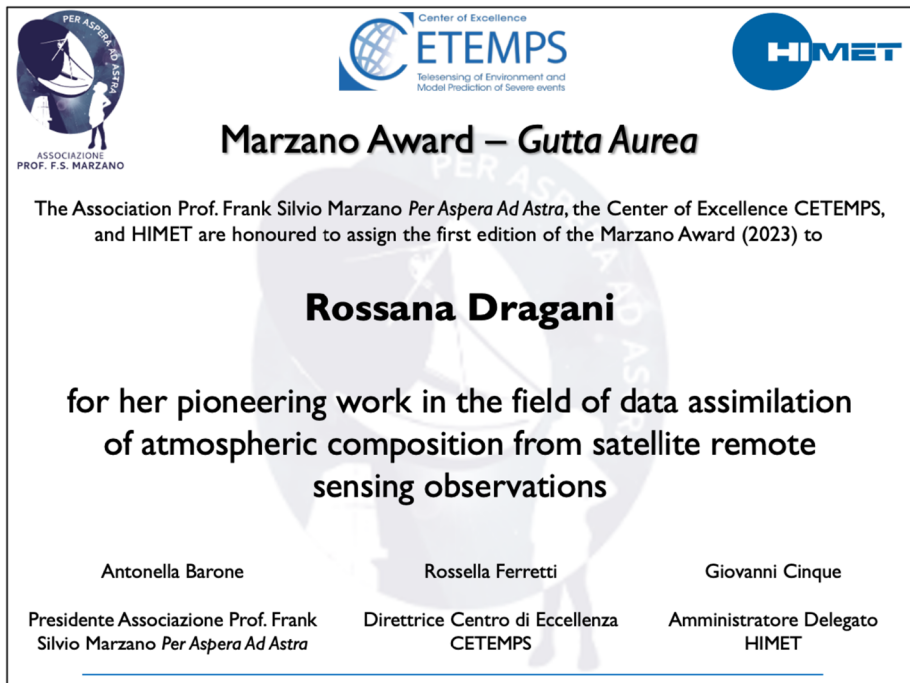 PER ASPERA AD ASTRA
ASSOCIAZIONE
PROF. F.S. MARZANO
Center of Excellence
CETEMPS
Telesensing of Environment and
Model Prediction of Severe events
HIMET
Marzano Award – Gutta Aurea
PER ASPERA AD ASTR
The Association Prof. Frank Silvio Marzano Per Aspera Ad Astra, the Center of Excellence CETEMPS,
and HIMET are honoured to assign the first edition of the Marzano Award (2023) to
Rossana Dragani
for her pioneering work in the field of data assimilation
of atmospheric composition from satellite remote
sensing observations
Antonella Barone
Rossella Ferretti
Giovanni Cinque
Presidente Associazione Prof. Frank
Silvio Marzano Per Aspera Ad Astra
Direttrice Centro di Eccellenza
CETEMPS
Amministratore Delegato
HIMET